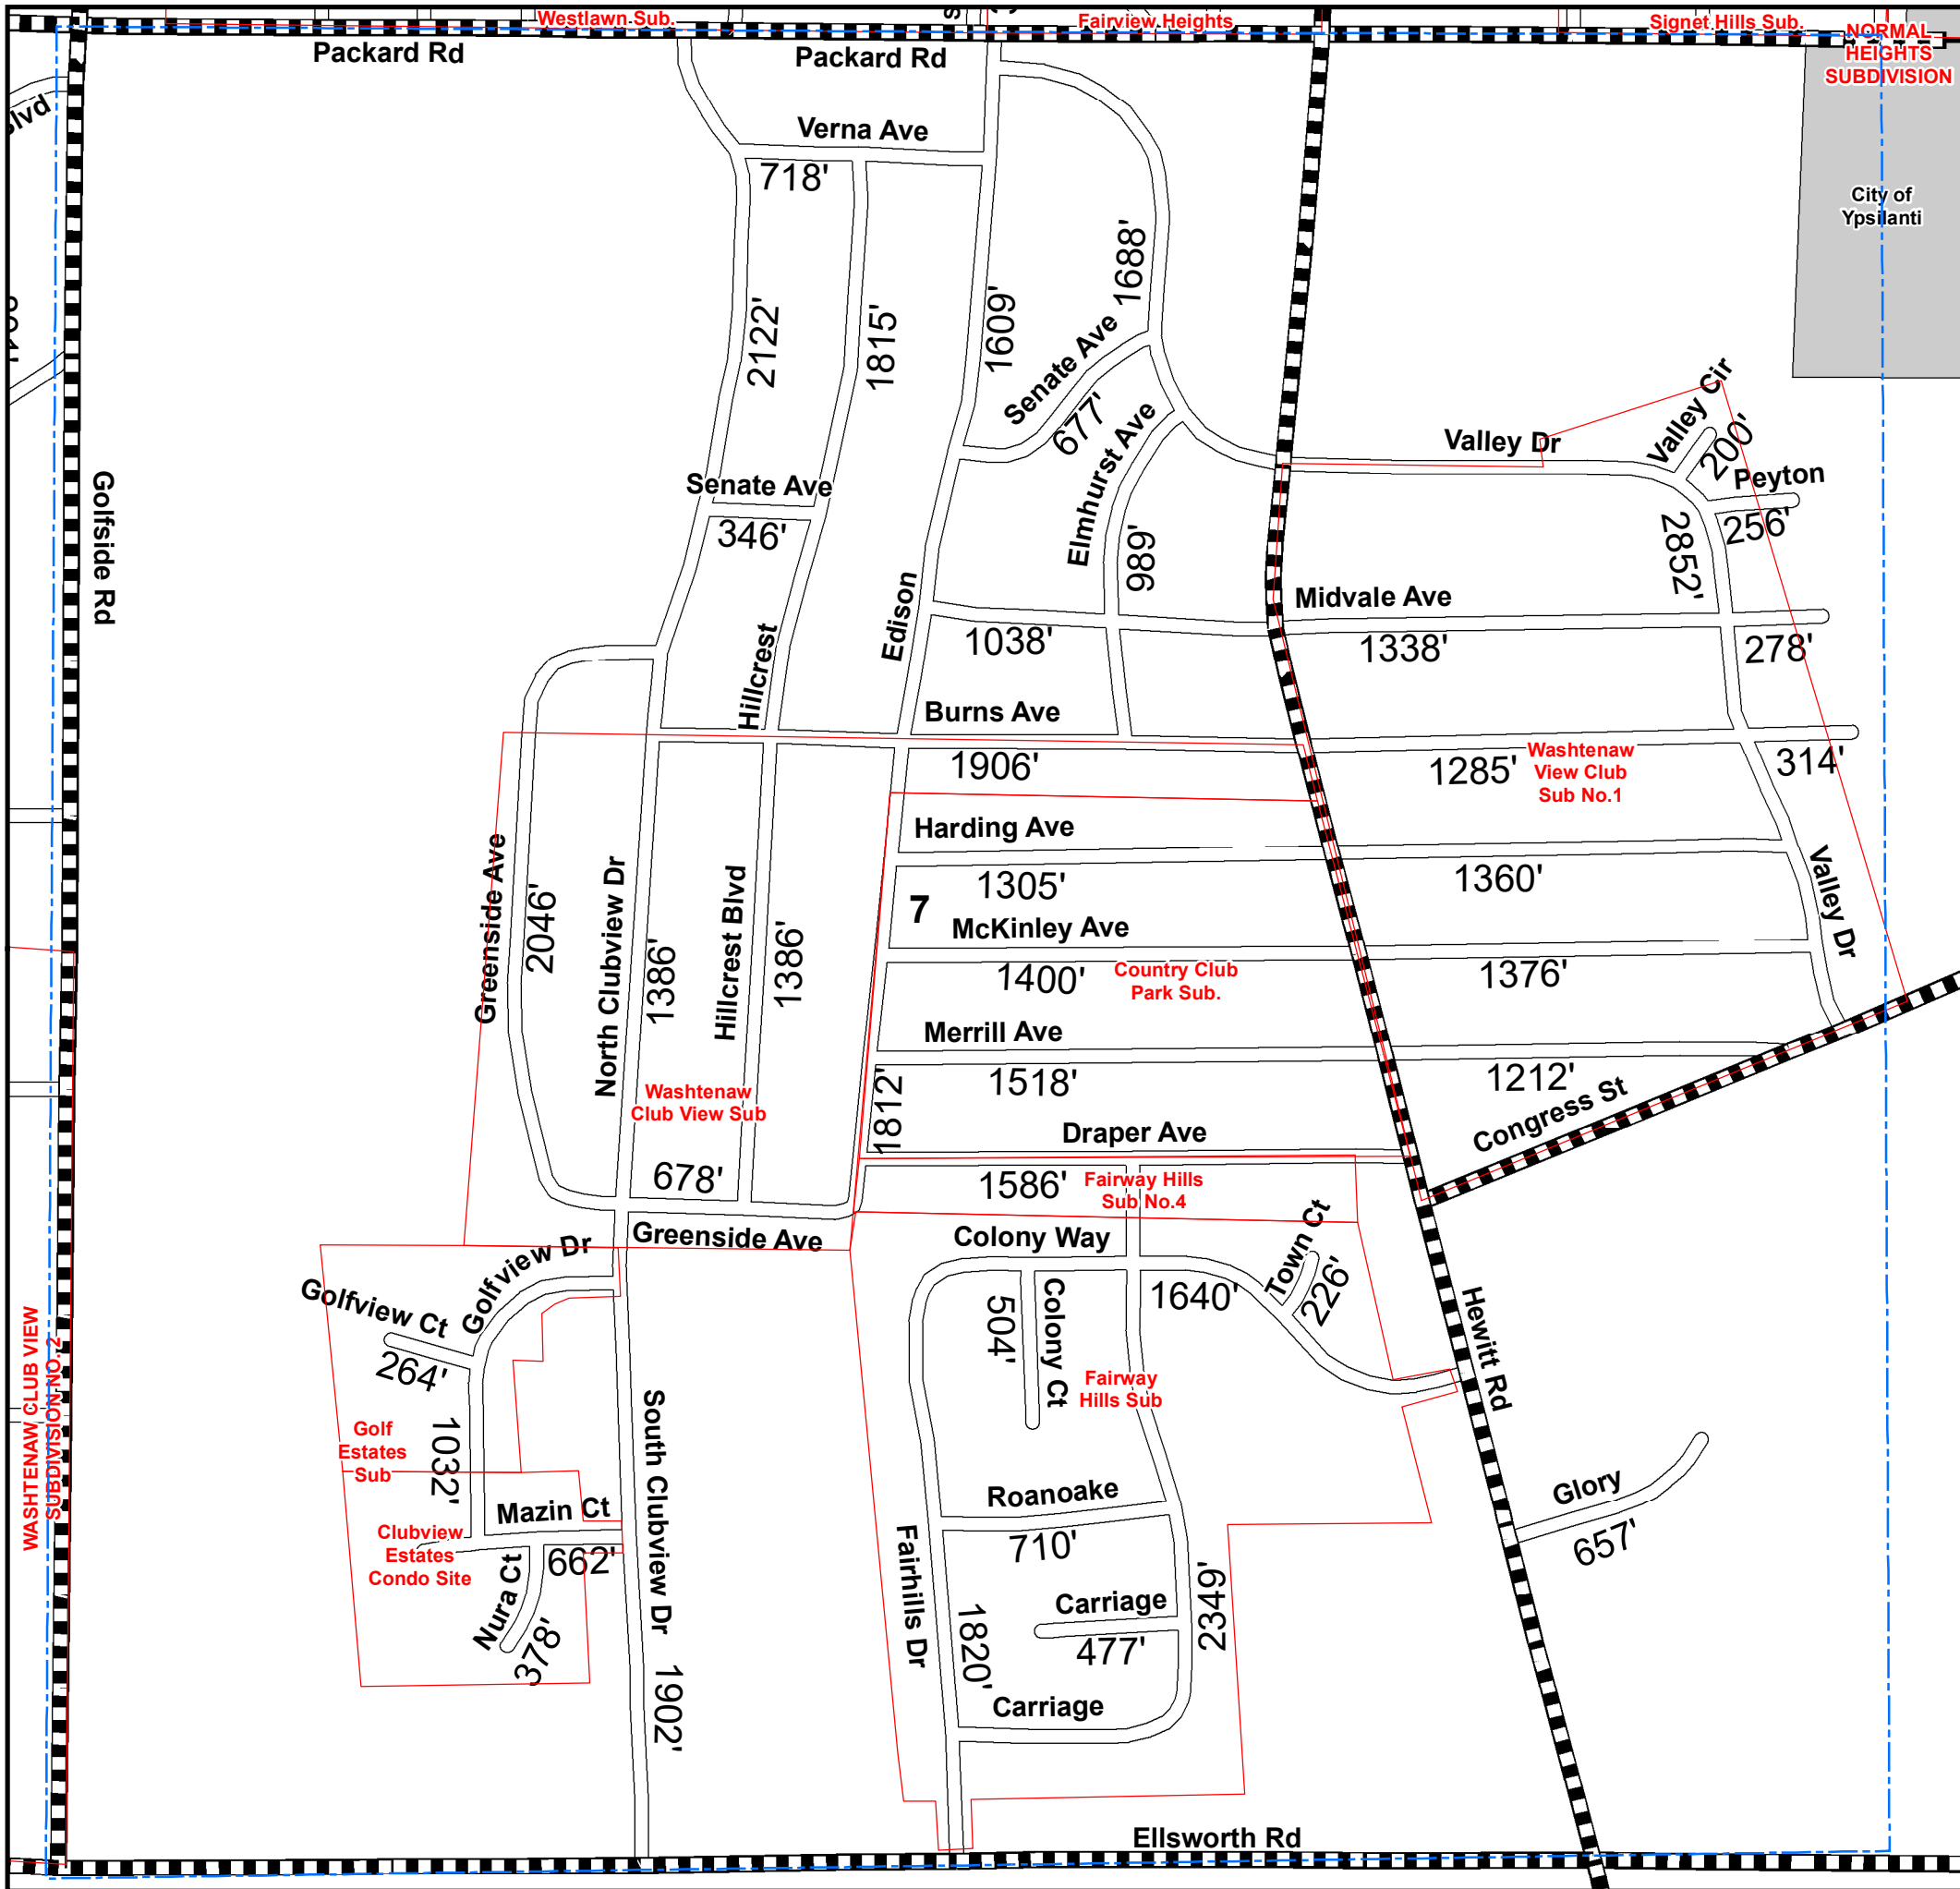 Westlawn Sub.
Fairview Heights
Signet Hills Sub.
NORMAL
HEIGHTS
SUBDIVISION
Packard Rd
Packard Rd
Verna Ave
718'
City of
Ypsilanti
2122'
1815'
1609'
1688'
Senate Ave
677'
Elmhurst Ave
989'
Valley Dr
Valley Cir
200'
Peyton
256'
2852'
Golfside Rd
Senate Ave
346'
Hillcrest
Edison
1038'
Midvale Ave
1338'
278'
Burns Ave
1906'
1285'
Washtenaw
View Club
Sub No.1
314'
Harding Ave
1305'
1360'
7
McKinley Ave
1400'
Country Club
Park Sub.
1376'
Valley Dr
Greenside Ave
2046'
North Clubview Dr
1386'
Hillcrest Blvd
1386'
Merrill Ave
1518'
1212'
Congress St
Washtenaw
Club View Sub
1812'
Draper Ave
1586'
Fairway Hills
Sub No.4
678'
Greenside Ave
Colony Way
1640'
Town Ct
226'
Golfview Dr
Golfview Ct
264'
504'
Colony Ct
Fairway
Hills Sub
Hewitt Rd
WASHTENAW CLUB VIEW
SUBDIVISION NO.2
Golf
Estates
Sub
1032'
South Clubview Dr
Mazin Ct
662'
Clubview
Estates
Condo Site
Nura Ct
378'
1902'
Roanoake
710'
Glory
657'
Fairhills Dr
1820'
Carriage
477'
2349'
Carriage
Ellsworth Rd